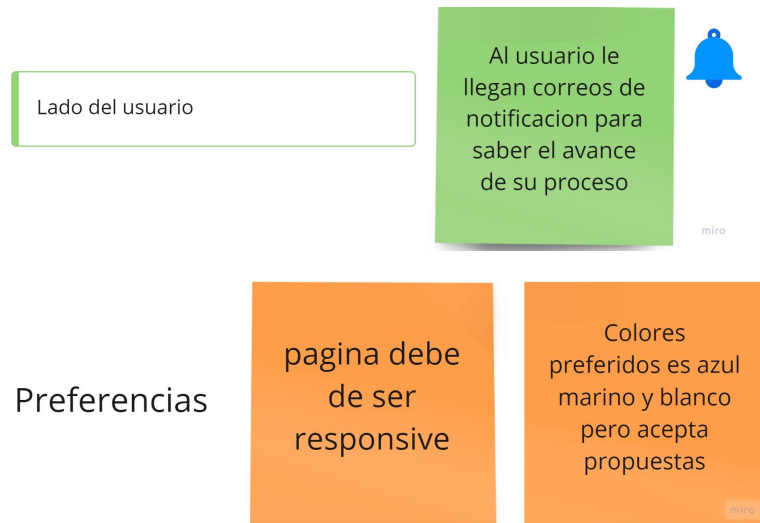 Lado del usuario
Al usuario le
llegan correos de
notificacion para
saber el avance
de su proceso
miro
Preferencias
pagina debe
de ser
responsive
Colores
preferidos es azul
marino y blanco
pero acepta
propuestas
miro